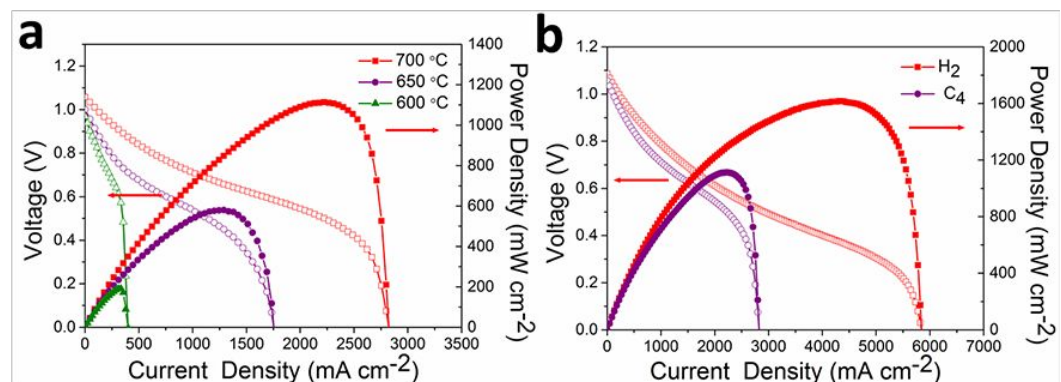 a
1.2
1.0
0.8
0.6
0.4
0.2
0.0
Voltage (V)
700 °C
650 °C
600 °C
1400
1200
1000
800
600
400
200
0
Power Density (mW cm-2)
0 500 1000 1500 2000 2500 3000 3500
Current Density (mA cm-2)
b
1.2
1.0
0.8
0.6
0.4
0.2
0.0
Voltage (V)
H2
C4
2000
1600
1200
800
400
0
Power Density (mW cm-2)
0 1000 2000 3000 4000 5000 6000 7000
Current Density (mA cm-2)